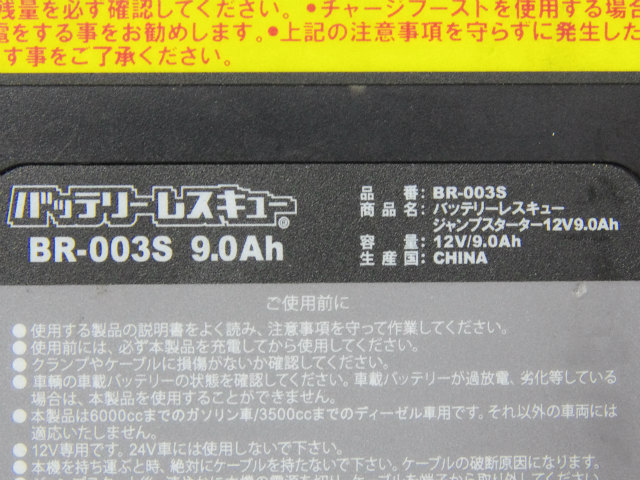 残量を必ず確認してください。●チャージブーストを使用する場合
電をする事をお勧めします。●上記の注意事項を守らずに発生した
す事をご了承ください。
バッテリーレスキュー®
BR-003S 9.0Ah
品番: BR-003S
商品名: バッテリーレスキュー
ジャンプスターター12V9.0Ah
容量: 12V/9.0Ah
生産国: CHINA
ご使用前に
●使用する製品の説明書をよく読み、注意事項を守って作業してください。
●使用前には、必ず本製品を充電してから使用してください。
●クランプやケーブルに損傷がないか確認してください。
●車輌の車載バッテリーの状態を確認してください。車載バッテリーが過放電、劣化等している
場合は、本製品を使用することができません。
●本製品は6000ccまでのガソリン車/3500ccまでのディーゼル車用です。それ以外の車両には
適応いたしません。
●12V専用です。24V車には使用しないで下さい。
●本機を持ち運ぶと時、絶対にケーブルを持たないで下さい。ケーブルの破断原因になります。